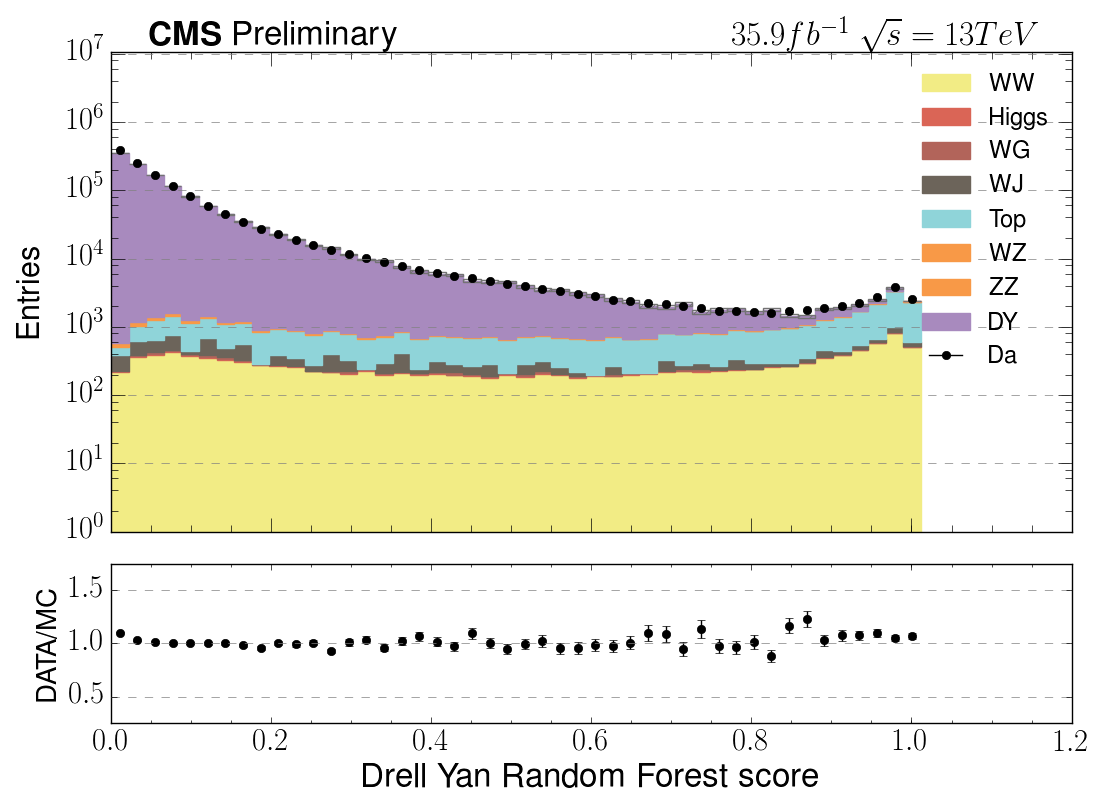 CMS Preliminary 35.9fb⁻¹ √s = 13TeV
10⁷
10⁶
10⁵
10⁴
10³
10²
10¹
10⁰
Entries
WW
Higgs
WG
WJ
Top
WZ
ZZ
DY
Da
1.5
1.0
0.5
DATA/MC
0.0 0.2 0.4 0.6 0.8 1.0 1.2
Drell Yan Random Forest score